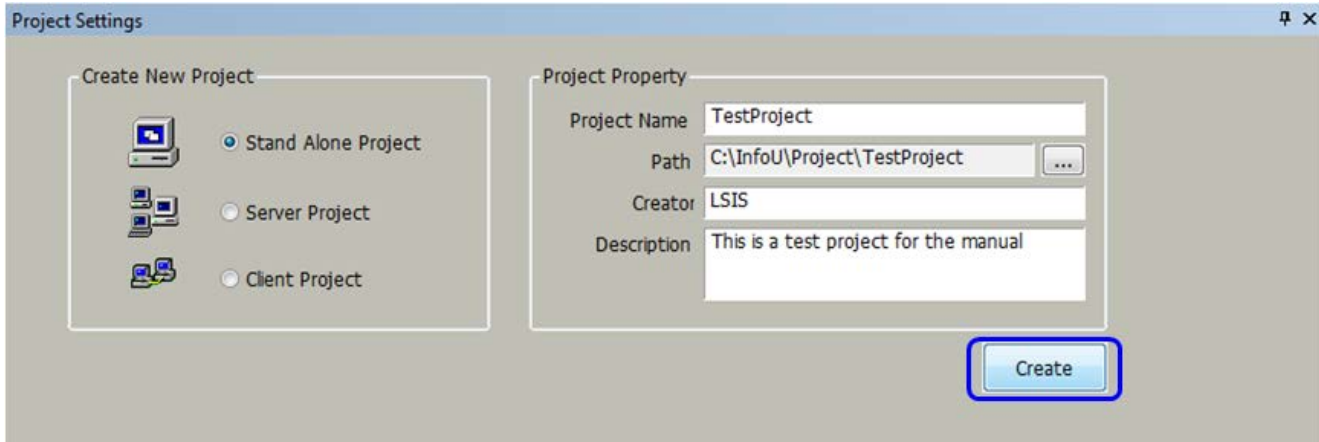 Project Settings
Create New Project
Stand Alone Project
Server Project
Client Project
Project Property
Project Name TestProject
Path C:\InfoU\Project\TestProject ...
Creator LSIS
Description This is a test project for the manual
Create